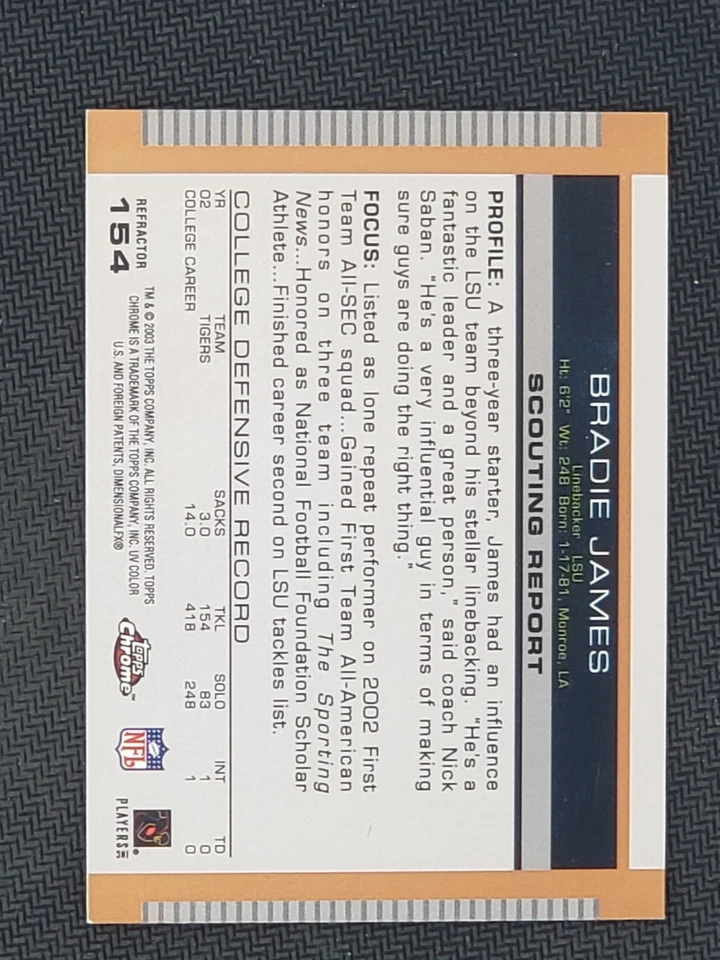 BRADIE JAMES
Linebacker LSU
Ht: 6'2" Wt: 248 Born: 1-17-81, Monroe, LA
SCOUTING REPORT
PROFILE: A three-year starter, James had an influence
on the LSU team beyond his stellar linebacking. "He's a
fantastic leader and a great person," said coach Nick
Saban. "He's a very influential guy in terms of making
sure guys are doing the right thing."
FOCUS: Listed as lone repeat performer on 2002 First
Team All-SEC squad...Gained First Team All-American
honors on three team including The Sporting
News...Honored as National Football Foundation Scholar
Athlete...Finished career second on LSU tackles list.
COLLEGE DEFENSIVE RECORD
YR TEAM SACKS TKL SOLO INT TD
02 TIGERS 3.0 154 83 1 0
COLLEGE CAREER 14.0 418 248 1 0
REFRACTOR
154
TM & © 2003 THE TOPPS COMPANY, INC. ALL RIGHTS RESERVED. TOPPS
CHROME IS A TRADEMARK OF THE TOPPS COMPANY, INC. UV COLOR
U.S. AND FOREIGN PATENTS, DIMENSIONALFX®
Topps Chrome™
NFL
PLAYERS INC